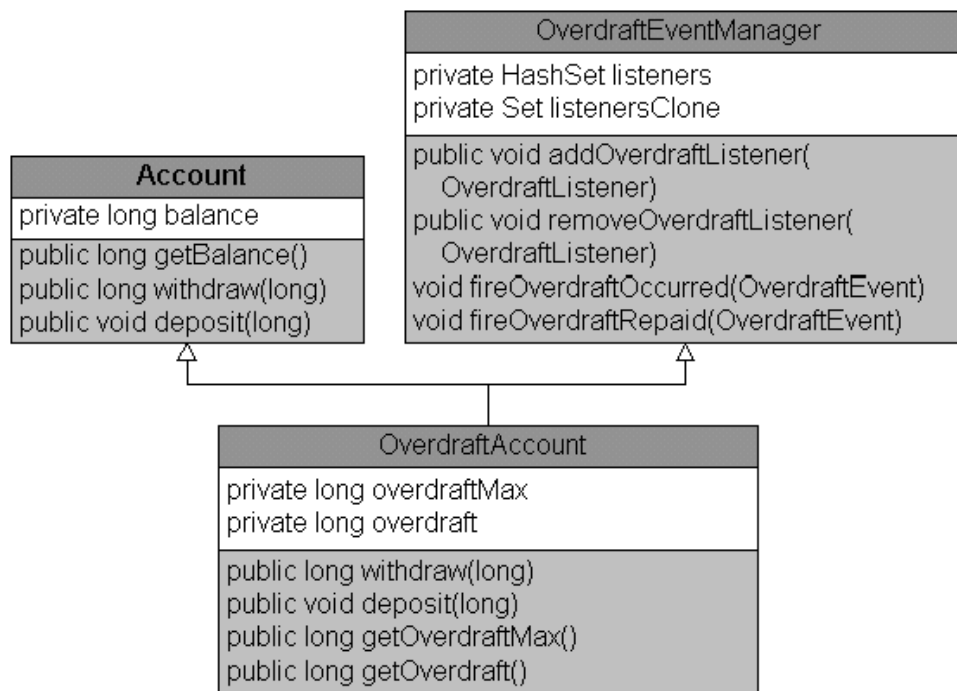 OverdraftEventManager
private HashSet listeners
private Set listenersClone
public void addOverdraftListener(
OverdraftListener)
public void removeOverdraftListener(
OverdraftListener)
void fireOverdraftOccurred(OverdraftEvent)
void fireOverdraftRepaid(OverdraftEvent)
Account
private long balance
public long getBalance()
public long withdraw(long)
public void deposit(long)
OverdraftAccount
private long overdraftMax
private long overdraft
public long withdraw(long)
public void deposit(long)
public long getOverdraftMax()
public long getOverdraft()